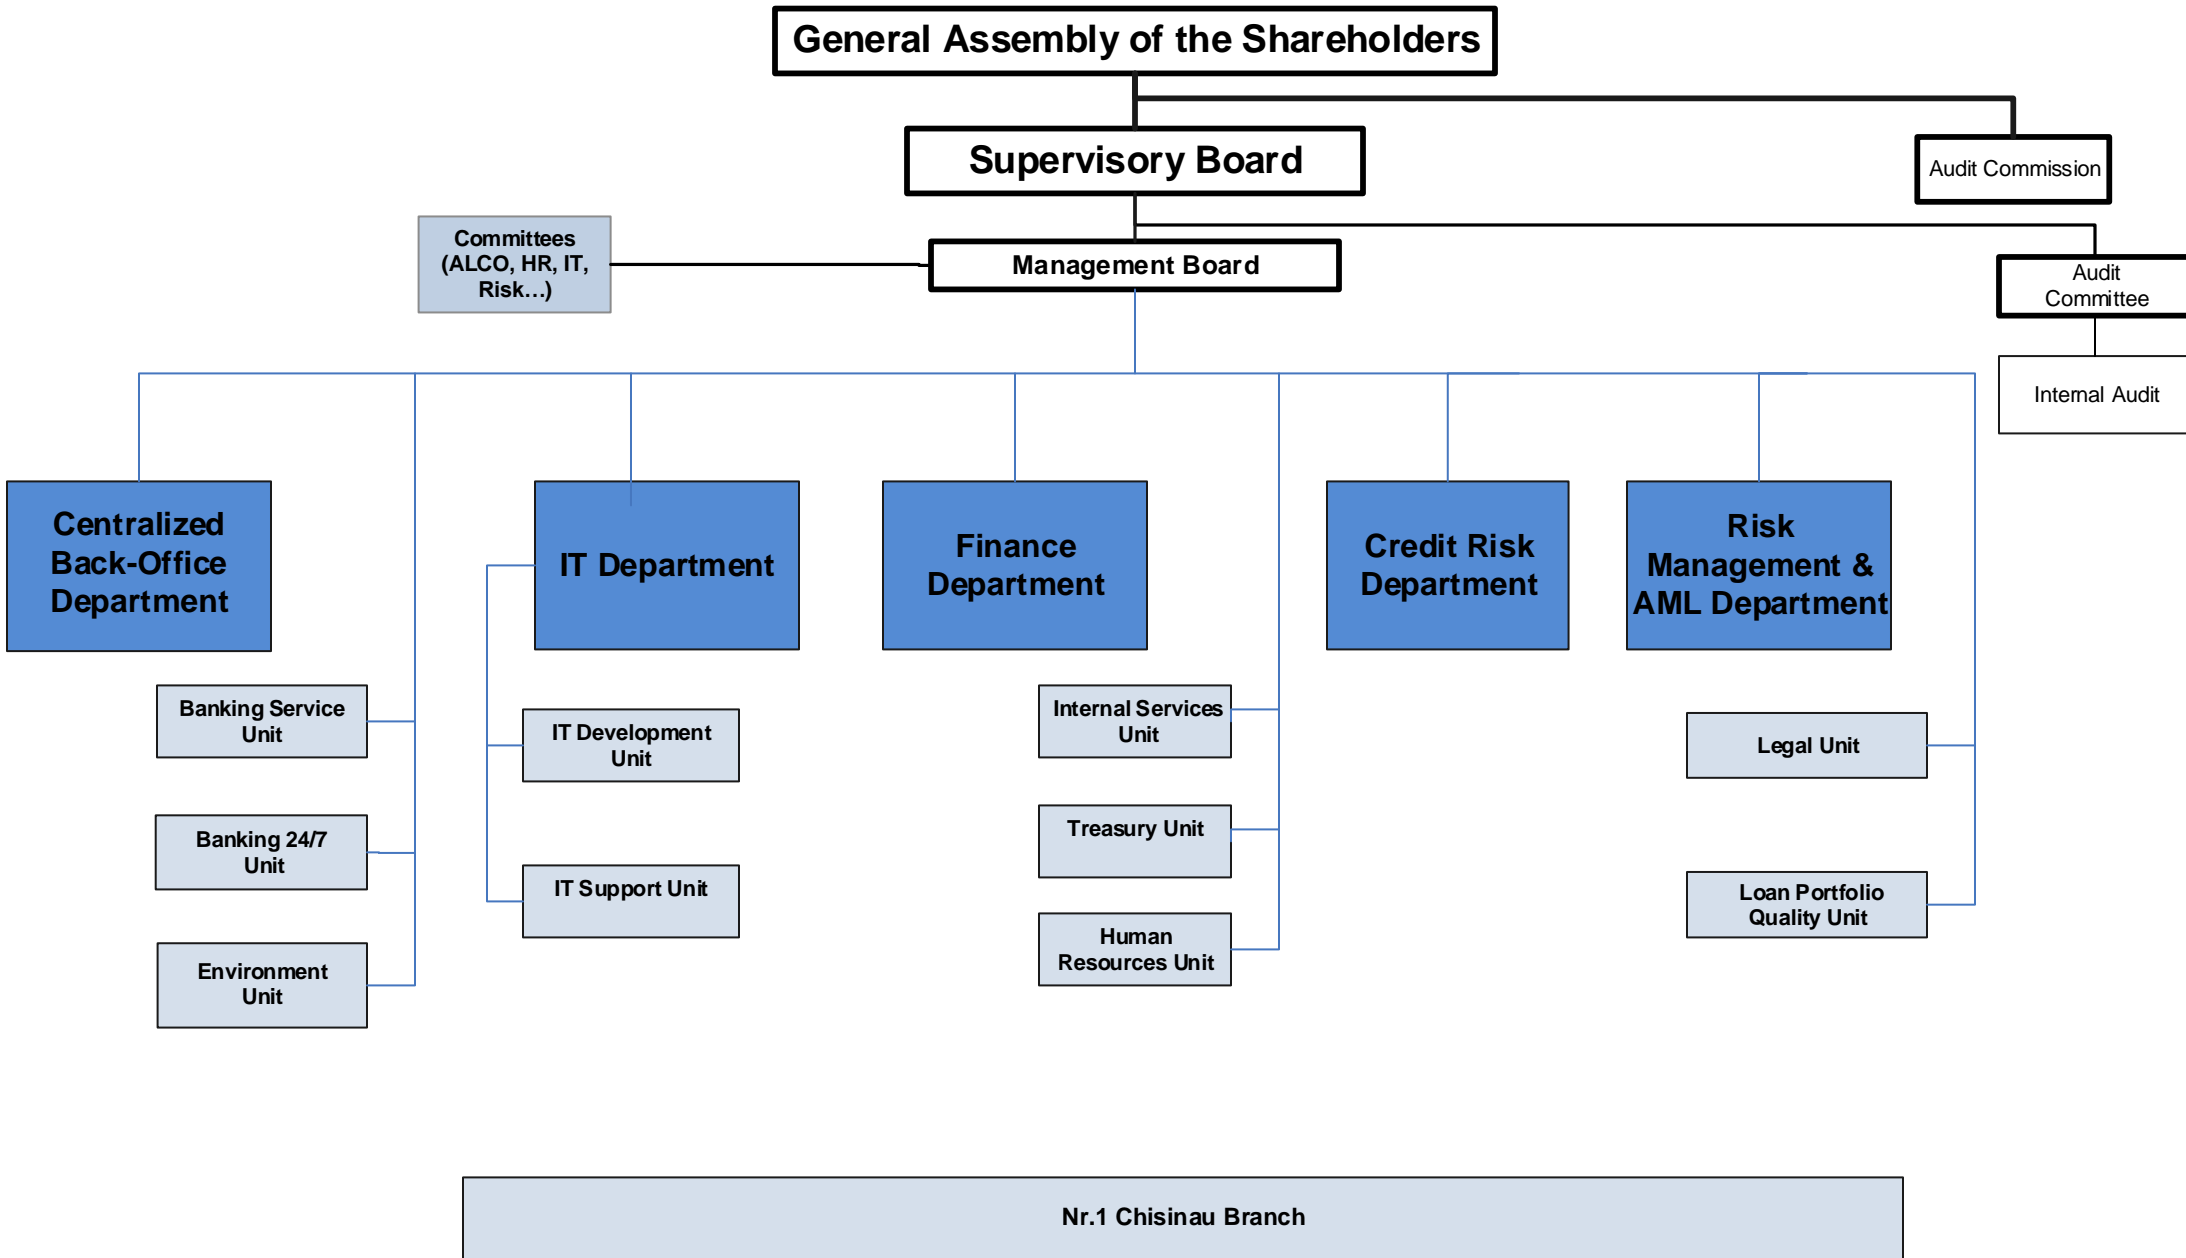 General Assembly of the Shareholders
Supervisory Board
Audit Commission
Committees
(ALCO, HR, IT,
Risk...)
Management Board
Audit
Committee
Internal Audit
Centralized
Back-Office
Department
IT Department
Finance
Department
Credit Risk
Department
Risk
Management &
AML Department
Banking Service
Unit
Banking 24/7
Unit
Environment
Unit
IT Development
Unit
IT Support Unit
Internal Services
Unit
Treasury Unit
Human
Resources Unit
Legal Unit
Loan Portfolio
Quality Unit
Nr.1 Chisinau Branch